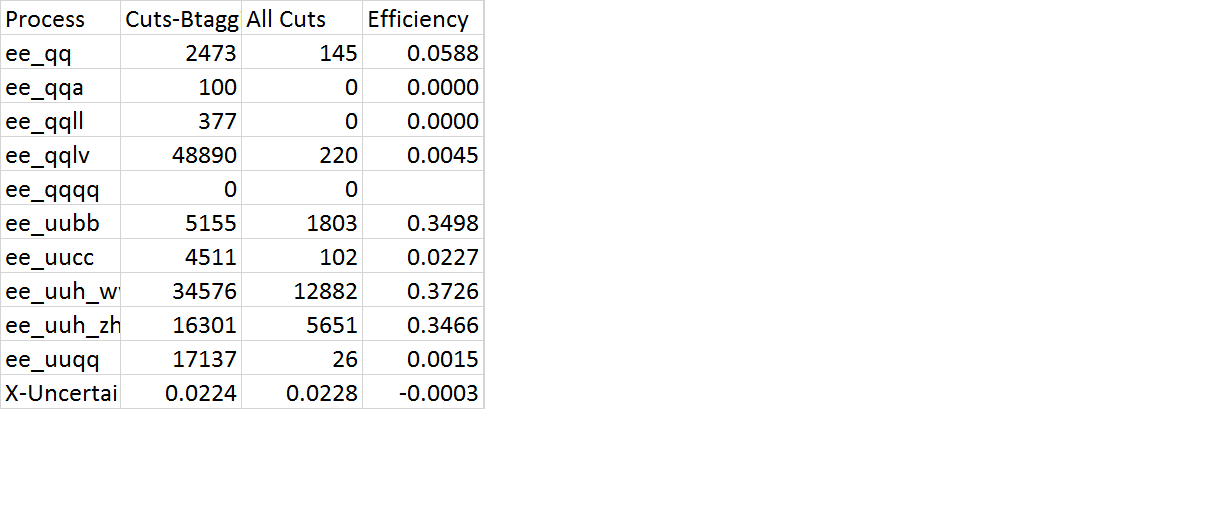 Process Cuts-Btagg All Cuts Efficiency
ee_qq 2473 145 0.0588
ee_qqa 100 0 0.0000
ee_qqll 377 0 0.0000
ee_qqlv 48890 220 0.0045
ee_qqqq 0 0
ee_uubb 5155 1803 0.3498
ee_uucc 4511 102 0.0227
ee_uuh_w 34576 12882 0.3726
ee_uuh_zh 16301 5651 0.3466
ee_uuqq 17137 26 0.0015
X-Uncertai 0.0224 0.0228 -0.0003